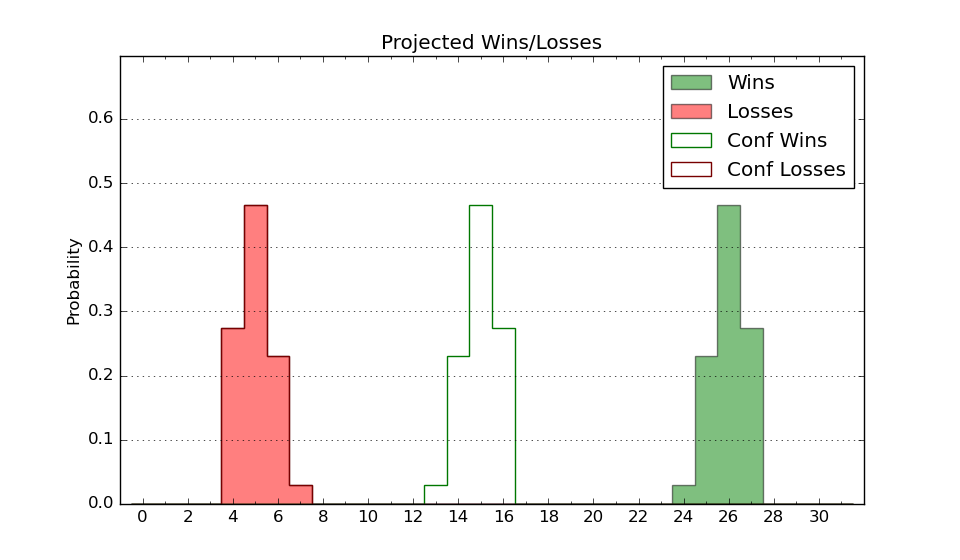 Projected Wins/Losses
Wins
Losses
Conf Wins
Conf Losses
Probability
0.6
0.5
0.4
0.3
0.2
0.1
0.0
0 2 4 6 8 10 12 14 16 18 20 22 24 26 28 30